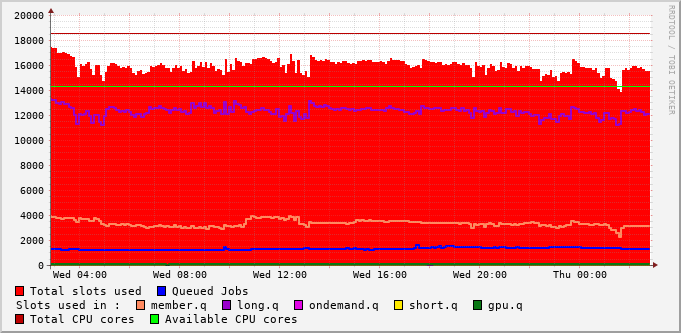 20000
18000
16000
14000
12000
10000
8000
6000
4000
2000
0
Wed 04:00 Wed 08:00 Wed 12:00 Wed 16:00 Wed 20:00 Thu 00:00
RRDTOOL / TOBI OETIKER
Total slots used Queued Jobs
Slots used in : member.q long.q ondemand.q short.q gpu.q
Total CPU cores Available CPU cores